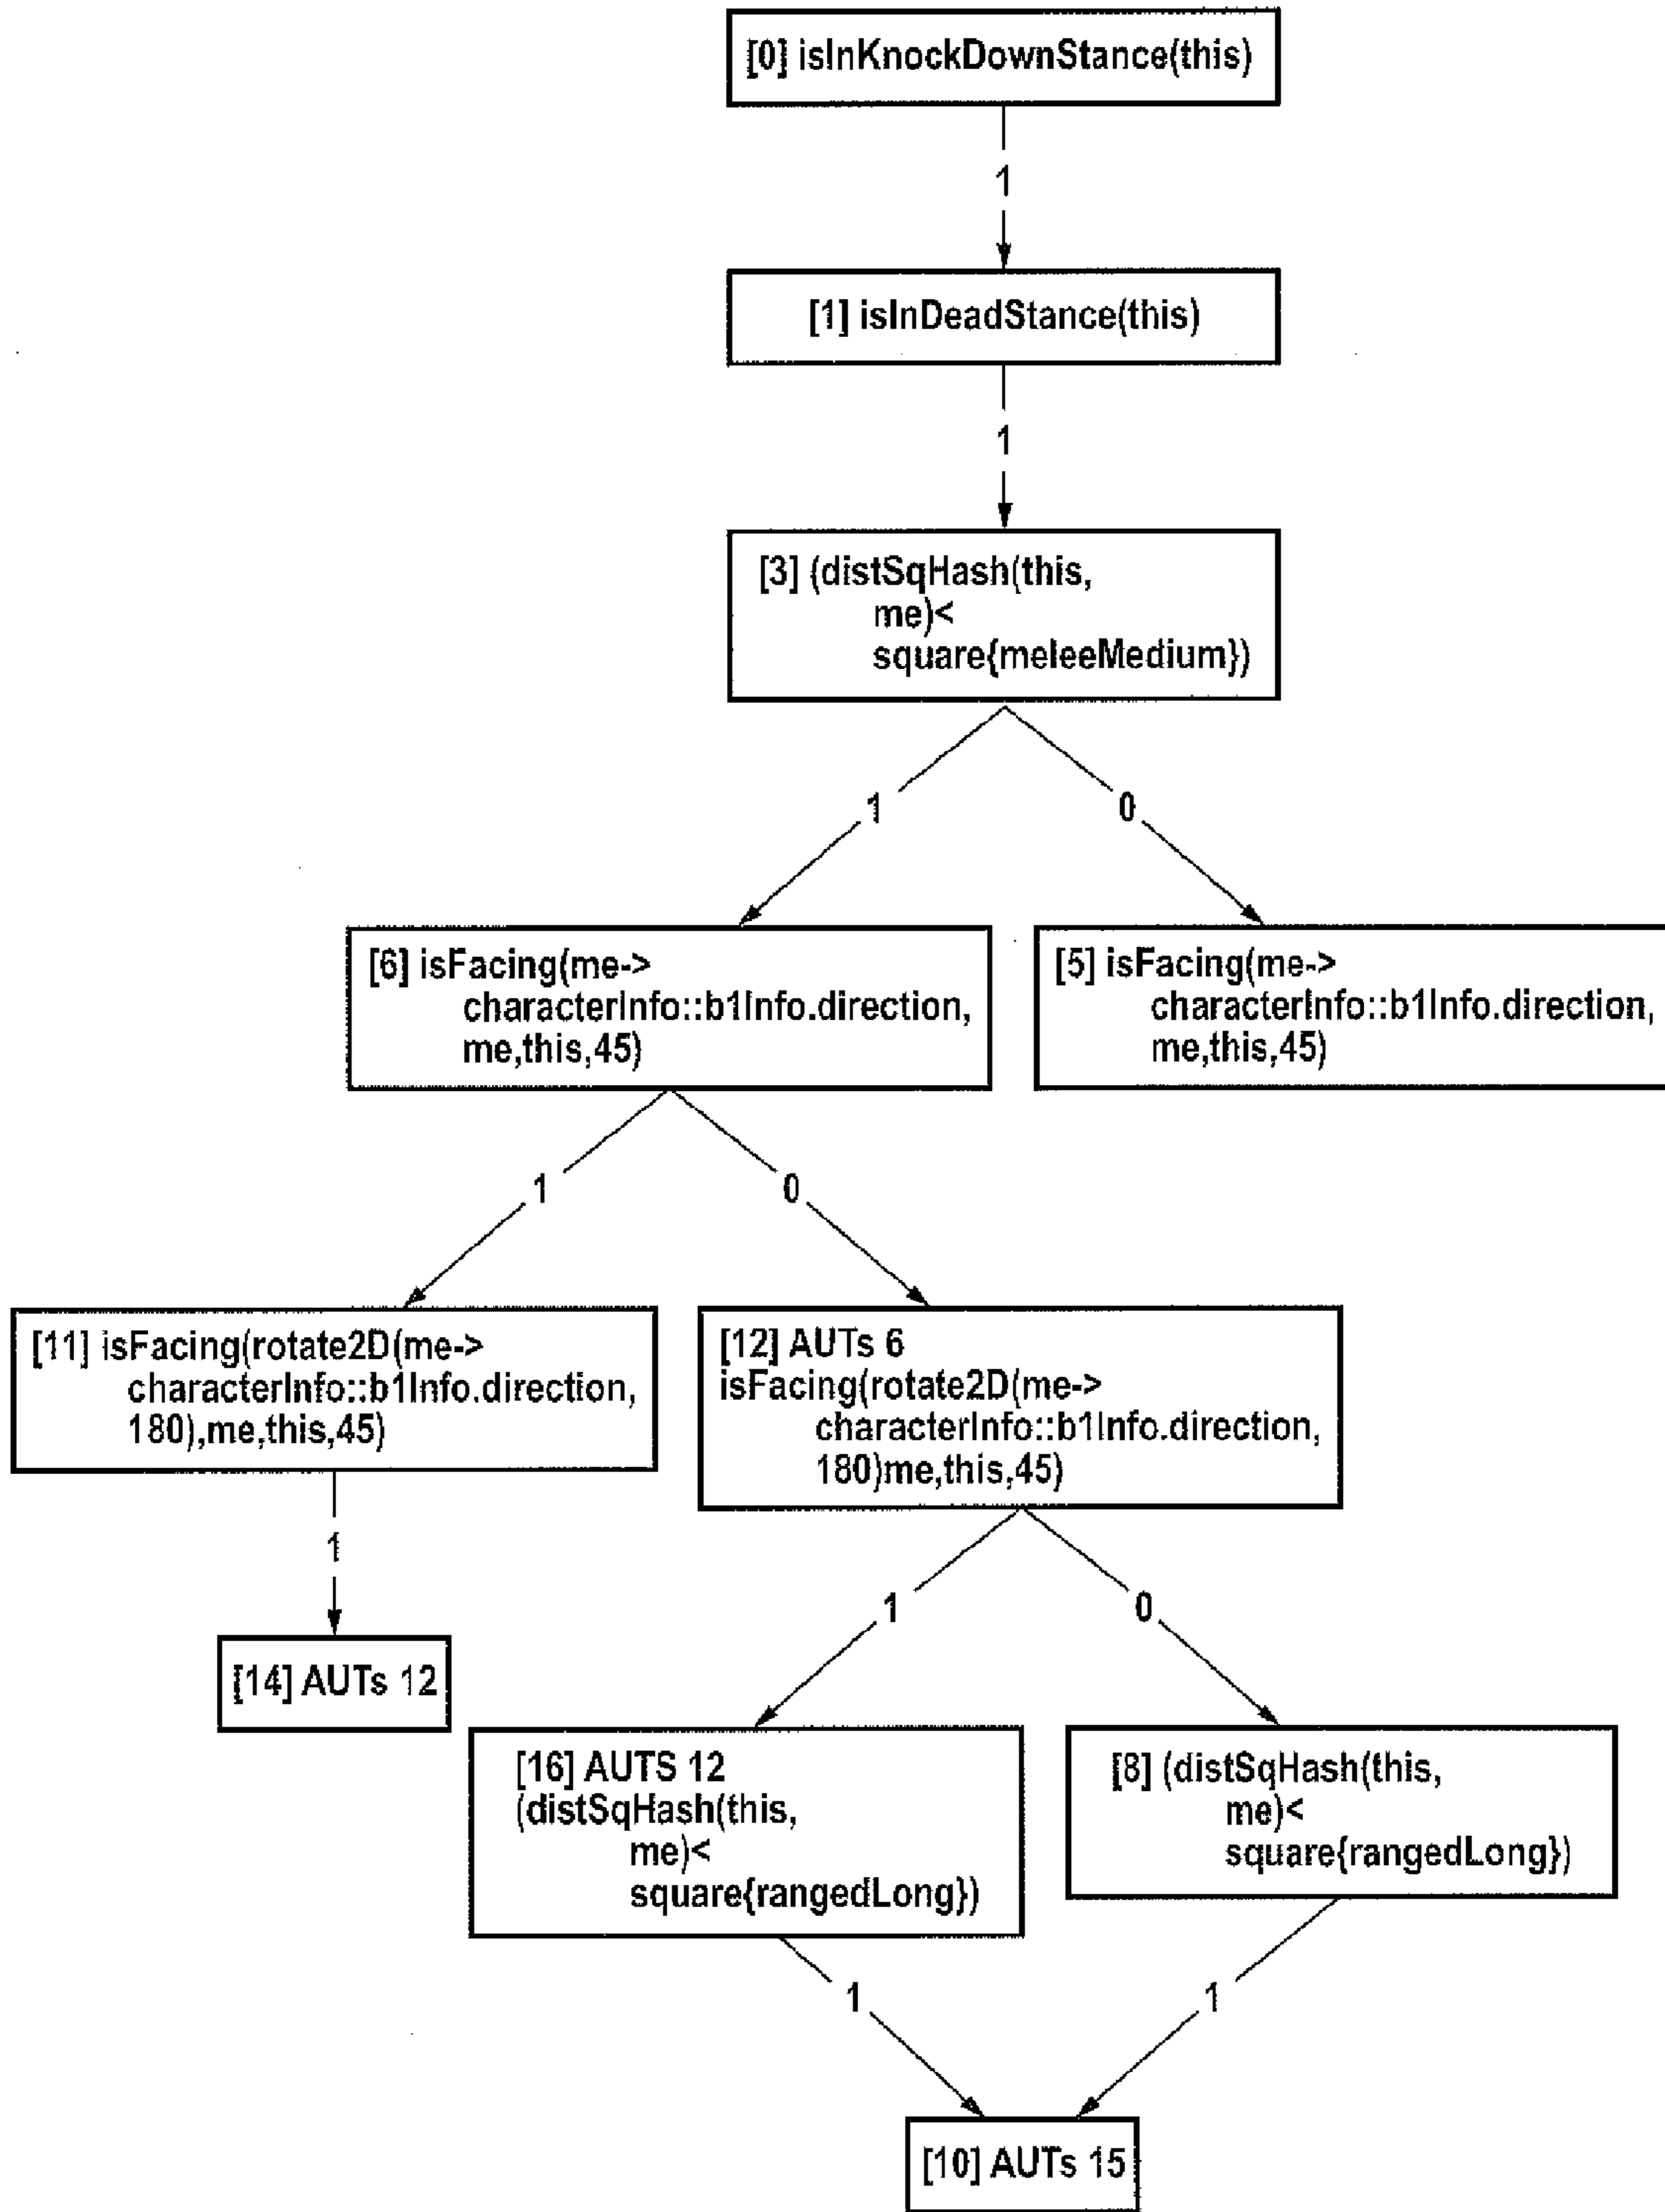 [0] isInKnockDownStance(this)
1
[1] isInDeadStance(this)
1
[3] (distSqHash(this,
me)<
square{meleeMedium})
1
0
[6] isFacing(me->
characterInfo::b1Info.direction,
me,this,45)
[5] isFacing(me->
characterInfo::b1Info.direction,
me,this,45)
1
0
[11] isFacing(rotate2D(me->
characterInfo::b1Info.direction,
180),me,this,45)
[12] AUTs 6
isFacing(rotate2D(me->
characterInfo::b1Info.direction,
180)me,this,45)
1
1
0
[14] AUTs 12
[16] AUTS 12
(distSqHash(this,
me)<
square{rangedLong})
[8] (distSqHash(this,
me)<
square{rangedLong})
1
1
[10] AUTs 15